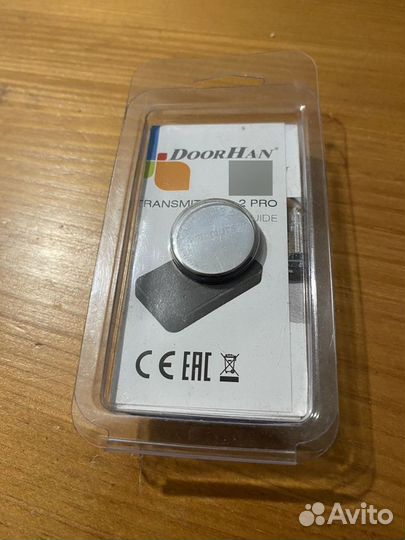 DOORHAN®
TRANSMIT 2 PRO
UIDE
CE EAC
Avito